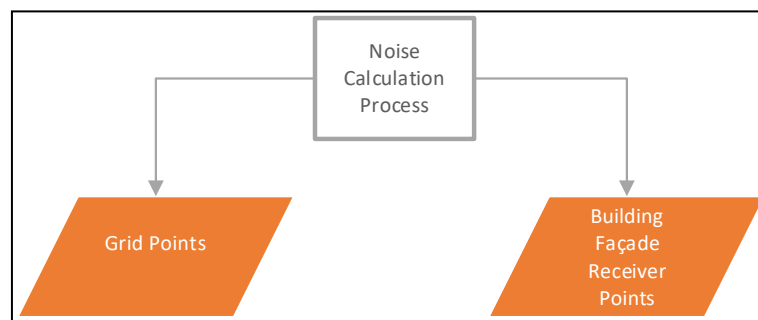 Noise
Calculation
Process
Grid Points
Building
Façade
Receiver
Points